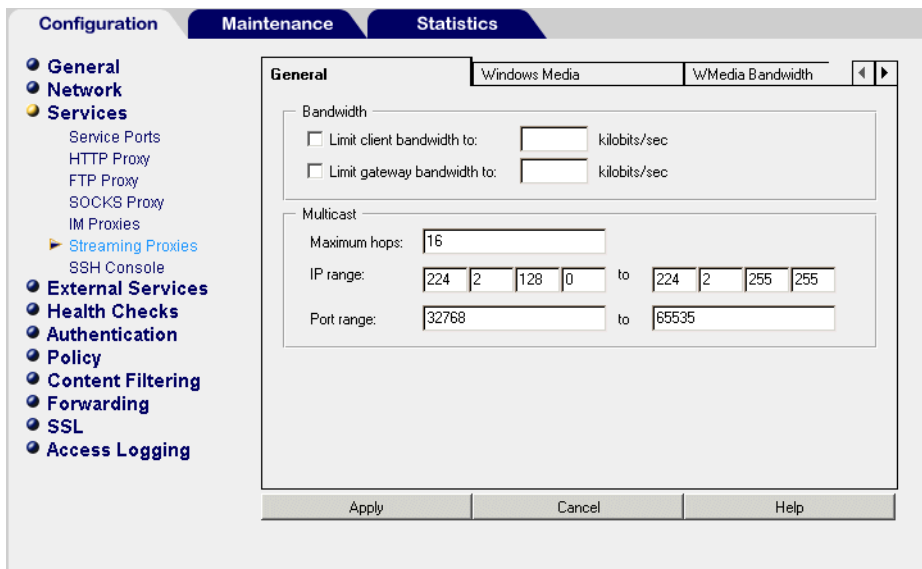 Configuration Maintenance Statistics
General
Network
Services
Service Ports
HTTP Proxy
FTP Proxy
SOCKS Proxy
IM Proxies
Streaming Proxies
SSH Console
External Services
Health Checks
Authentication
Policy
Content Filtering
Forwarding
SSL
Access Logging
General Windows Media WMedia Bandwidth
Bandwidth
Limit client bandwidth to: kilobits/sec
Limit gateway bandwidth to: kilobits/sec
Multicast
Maximum hops: 16
IP range: 224 2 128 0 to 224 2 255 255
Port range: 32768 to 65535
Apply Cancel Help